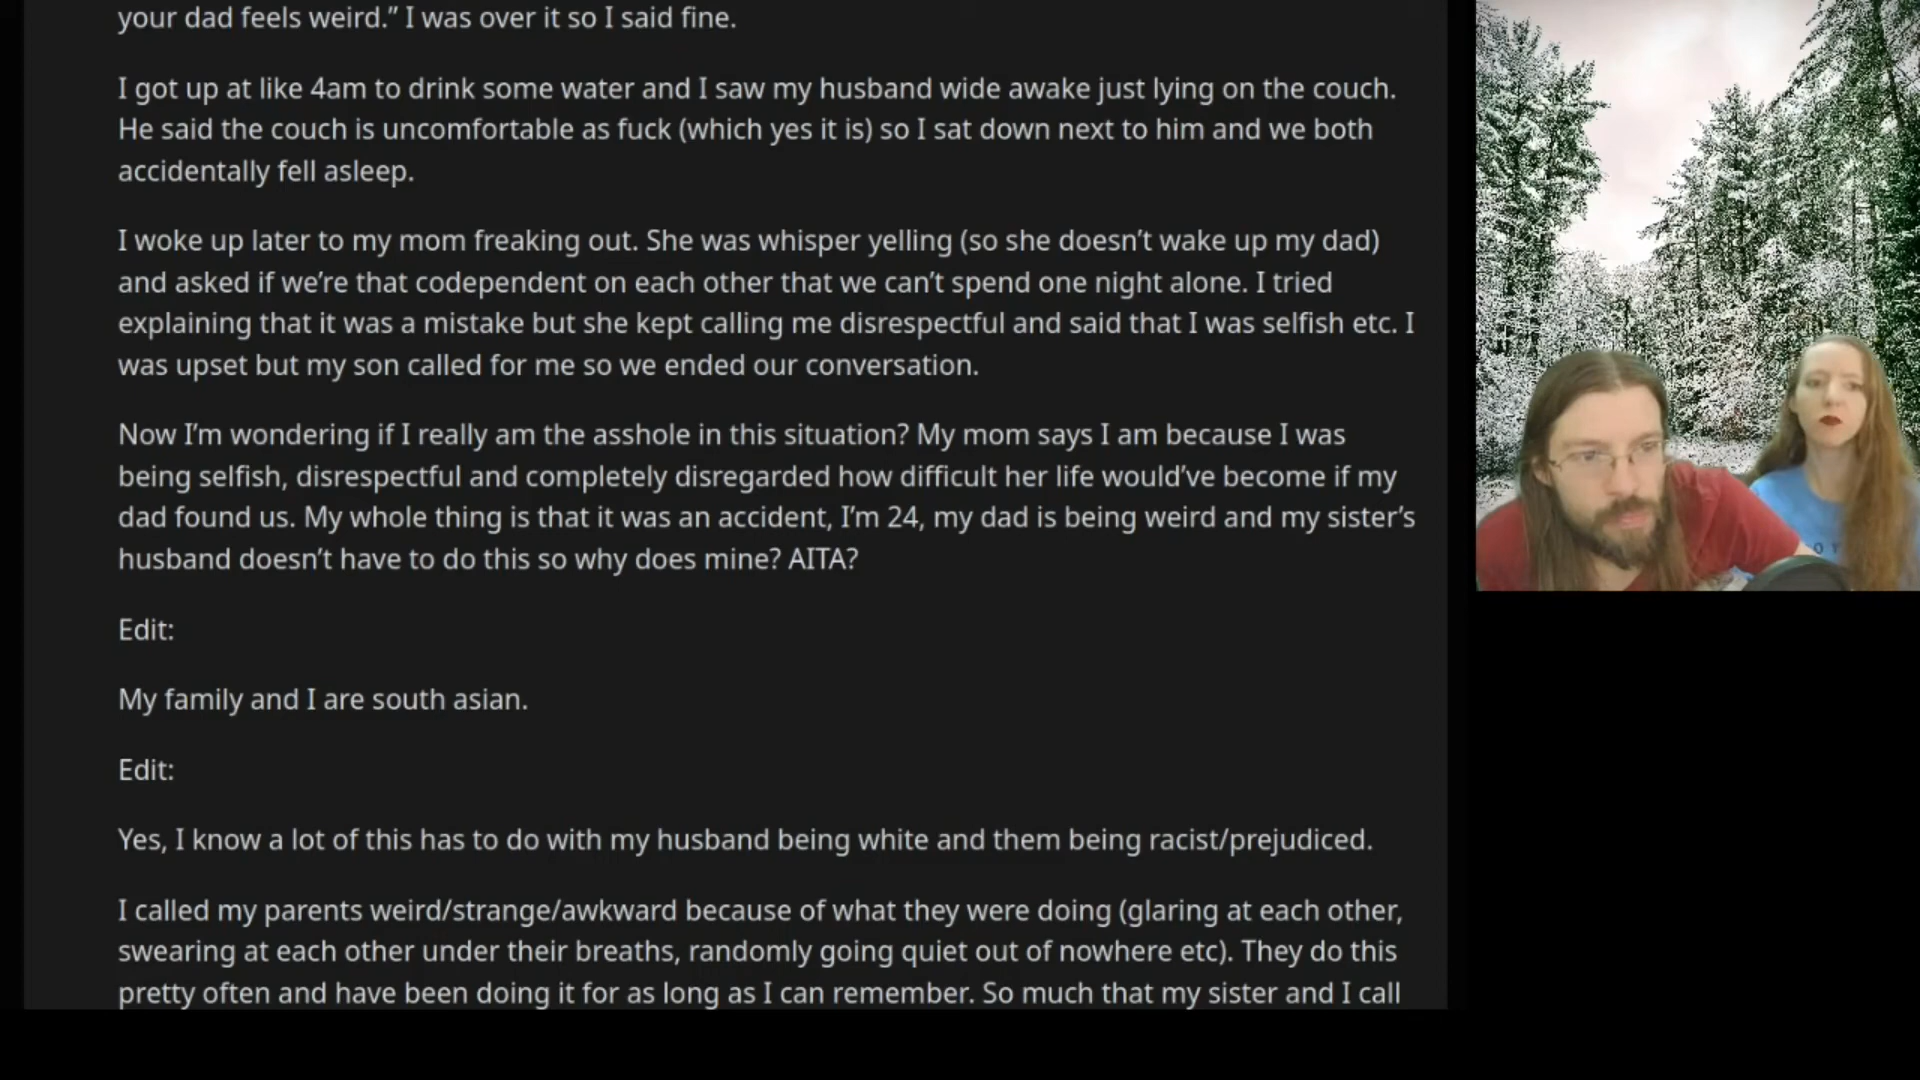 your dad feels weird.” I was over it so I said fine.
I got up at like 4am to drink some water and I saw my husband wide awake just lying on the couch.
He said the couch is uncomfortable as fuck (which yes it is) so I sat down next to him and we both
accidentally fell asleep.
I woke up later to my mom freaking out. She was whisper yelling (so she doesn’t wake up my dad)
and asked if we’re that codependent on each other that we can’t spend one night alone. I tried
explaining that it was a mistake but she kept calling me disrespectful and said that I was selfish etc. I
was upset but my son called for me so we ended our conversation.
Now I’m wondering if I really am the asshole in this situation? My mom says I am because I was
being selfish, disrespectful and completely disregarded how difficult her life would’ve become if my
dad found us. My whole thing is that it was an accident, I’m 24, my dad is being weird and my sister’s
husband doesn’t have to do this so why does mine? AITA?
Edit:
My family and I are south asian.
Edit:
Yes, I know a lot of this has to do with my husband being white and them being racist/prejudiced.
I called my parents weird/strange/awkward because of what they were doing (glaring at each other,
swearing at each other under their breaths, randomly going quiet out of nowhere etc). They do this
pretty often and have been doing it for as long as I can remember. So much that my sister and I call